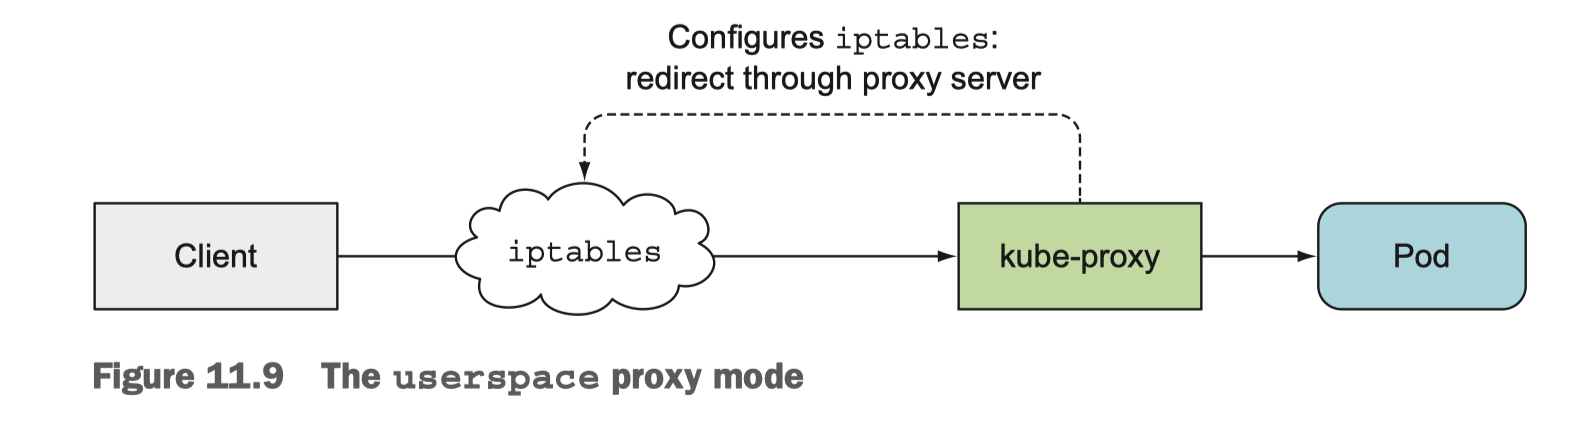 Configures iptables:
redirect through proxy server
Client
iptables
kube-proxy
Pod
Figure 11.9 The userspace proxy mode